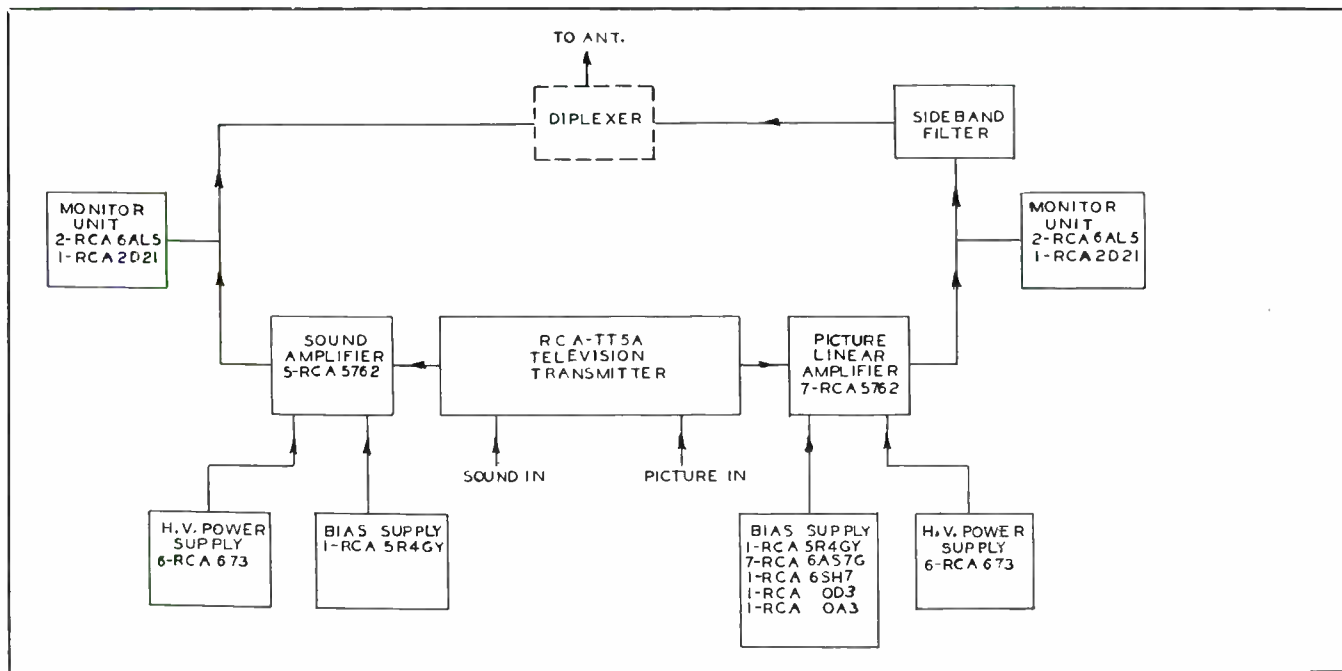 TO ANT.
DIPLEXER
SIDEBAND
FILTER
MONITOR
UNIT
2-RCA 6AL5
1-RCA 2D21
MONITOR
UNIT
2-RCA 6AL5
1-RCA 2D21
SOUND
AMPLIFIER
5-RCA 5762
RCA-TT5A
TELEVISION
TRANSMITTER
PICTURE
LINEAR
AMPLIFIER
7-RCA 5762
SOUND IN
PICTURE IN
H.V. POWER
SUPPLY
6-RCA 673
BIAS SUPPLY
1-RCA 5R4GY
BIAS SUPPLY
1-RCA 5R4GY
7-RCA 6AS7G
1-RCA 6SH7
1-RCA OD3
1-RCA OA3
H.V. POWER
SUPPLY
6-RCA 673